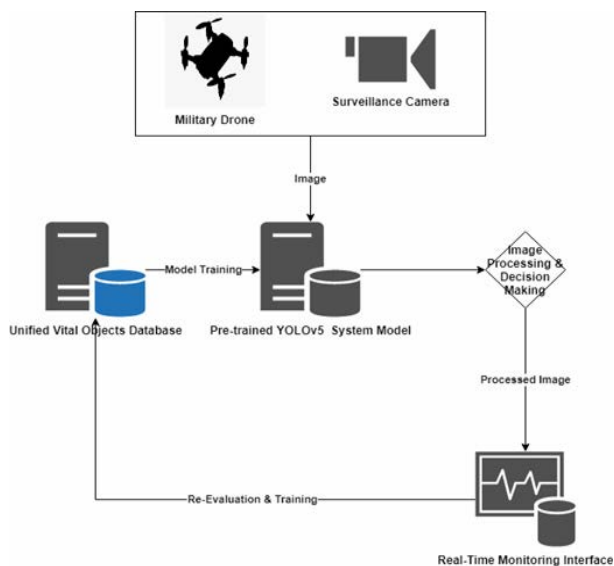 Military Drone
Surveillance Camera
Image
Model Training
Image
Processing &
Decision
Making
Unified Vital Objects Database
Pre-trained YOLOv5 System Model
Processed Image
Re-Evaluation & Training
Real-Time Monitoring Interface